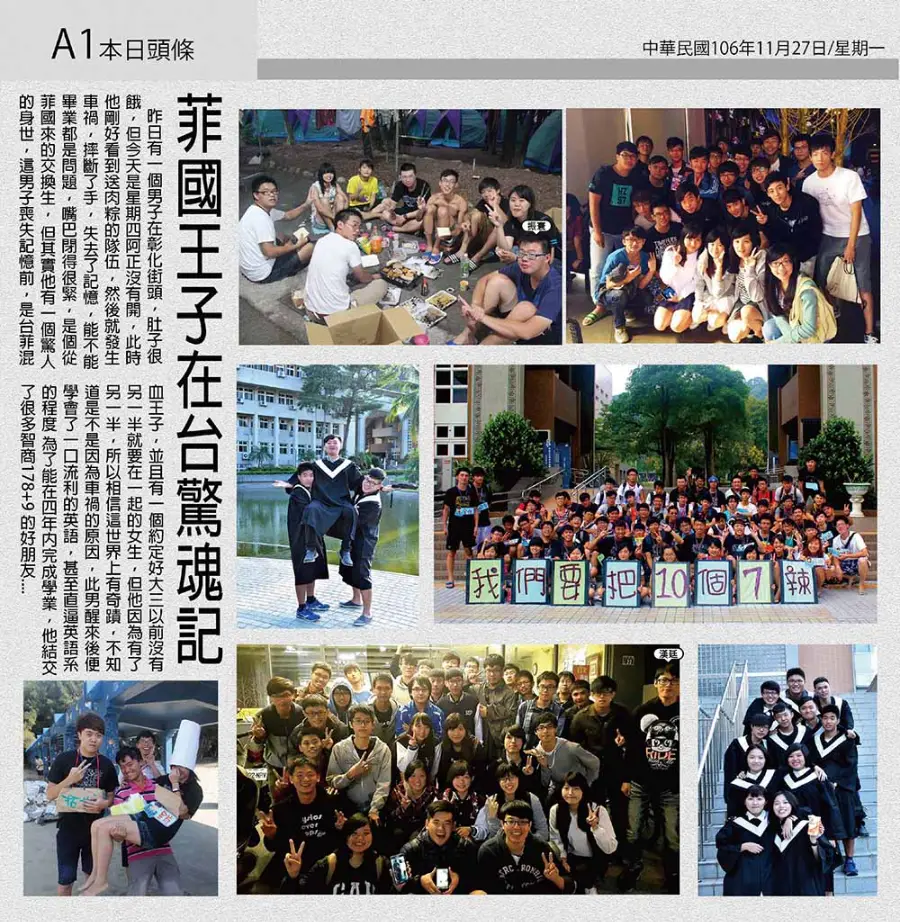 A1本日頭條
中華民國106年11月27日/星期一
菲國王子在台驚魂記
昨日有一個男子在彰化街頭，肚子很
餓，但今天是星期四阿正沒有開，此時
他剛好看到送肉粽的隊伍，然後就發生
車禍，摔斷了手，失去了記憶，能不能
畢業都是問題，嘴巴閉得很緊，是個從
菲國來的交換生，但其實他有一個驚人
的身世，這男子喪失記憶前，是台菲混
血王子，並且有一個約定好大三以前沒有
另一半就要在一起的女生，但他因為有了
另一半，所以相信這世界上有奇蹟，不知
道是不是因為車禍的原因，此男醒來後便
學會了一口流利的英語，甚至直逼英語系
的程度 為了能在四年內完成學業，他結交
了很多智商178+9 的好朋友...
我們要把10個7辣
漢廷